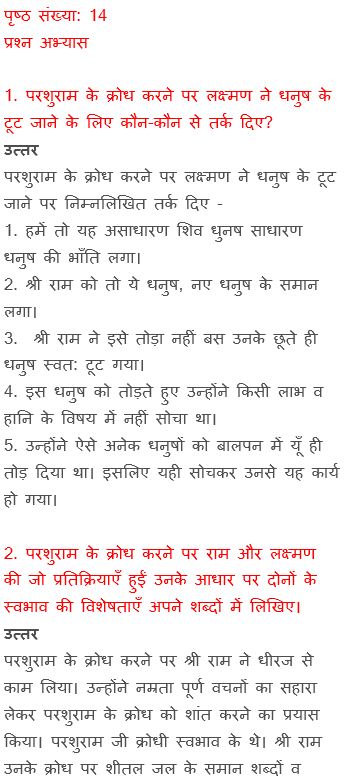 पृष्ठ संख्या: 14
प्रश्न अभ्यास
1. परशुराम के क्रोध करने पर लक्ष्मण ने धनुष के
टूट जाने के लिए कौन-कौन से तर्क दिए?
उत्तर
परशुराम के क्रोध करने पर लक्ष्मण ने धनुष के टूट
जाने पर निम्नलिखित तर्क दिए -
1. हमें तो यह असाधारण शिव धुनष साधारण
धनुष की भाँति लगा।
2. श्री राम को तो ये धनुष, नए धनुष के समान
लगा।
3. श्री राम ने इसे तोड़ा नहीं बस उनके छूते ही
धनुष स्वत: टूट गया।
4. इस धनुष को तोड़ते हुए उन्होंने किसी लाभ व
हानि के विषय में नहीं सोचा था।
5. उन्होंने ऐसे अनेक धनुषों को बालपन में यूँ ही
तोड़ दिया था। इसलिए यही सोचकर उनसे यह कार्य
हो गया।
2. परशुराम के क्रोध करने पर राम और लक्ष्मण
की जो प्रतिक्रियाएँ हुईं उनके आधार पर दोनों के
स्वभाव की विशेषताएँ अपने शब्दों में लिखिए।
उत्तर
परशुराम के क्रोध करने पर श्री राम ने धीरज से
काम लिया। उन्होंने नम्रता पूर्ण वचनों का सहारा
लेकर परशुराम के क्रोध को शांत करने का प्रयास
किया। परशुराम जी क्रोधी स्वभाव के थे। श्री राम
उनके क्रोध पर शीतल जल के समान शब्दों व